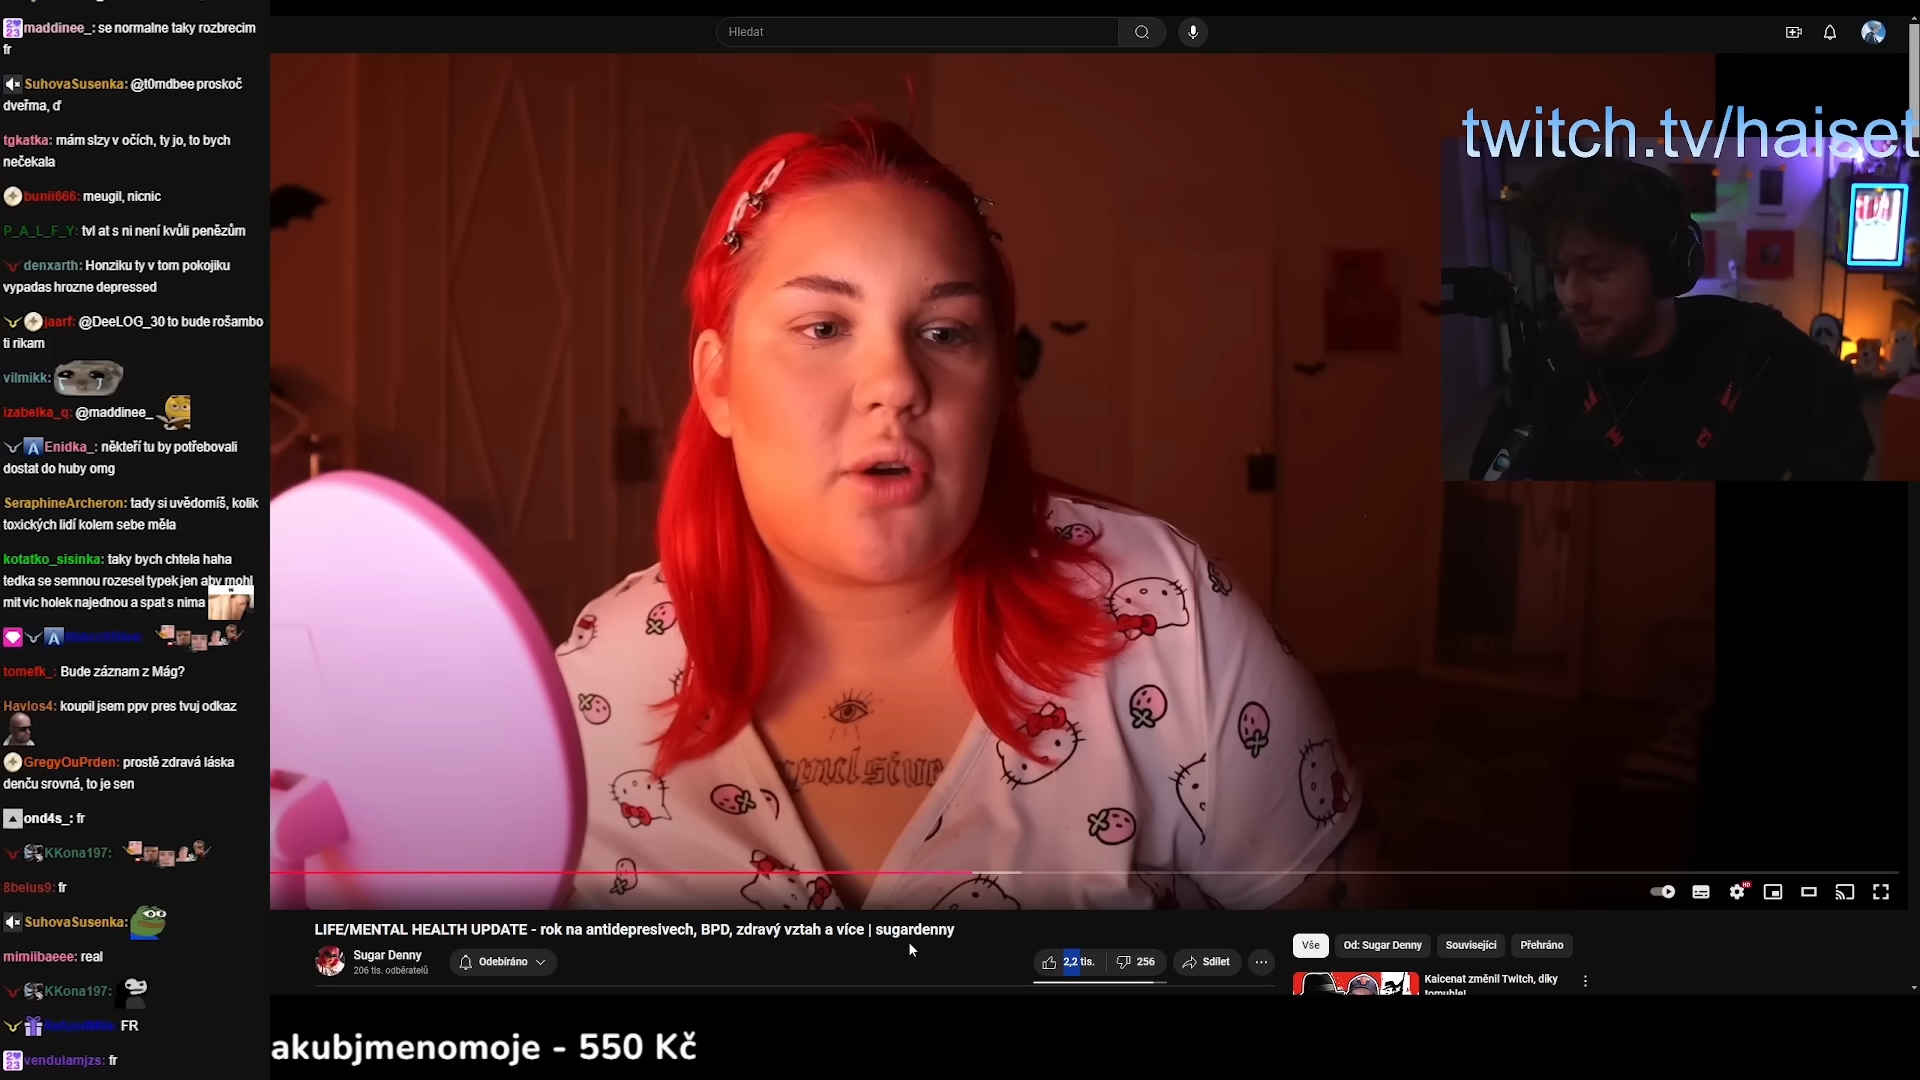 maddinee_: se normalne taky rozbrecim
fr
SuhovaSusenka: @t0mdbee proskoč
dveřma, ď
tgkatka: mám slzy v očích, ty jo, to bych
nečekala
bunii666: meugil, nicnic
P_A_L_F_Y: tvl at s ni není kvůli penězům
denxarth: Honziku ty v tom pokojiku
vypadas hrozne depressed
jaarf: @DeeLOG_30 to bude rošambo
ti rikam
vilmikk:
izabelka_q: @maddinee_
Enidka_: někteří tu by potřebovali
dostat do huby omg
SeraphineArcheron: tady si uvědomíš, kolik
toxických lidí kolem sebe měla
kotatko_sisinka: taky bych chtela haha
tedka se semnou rozesel typek jen aby mohl
mit vic holek najednou a spat s nima
tomefk_: Bude záznam z Mág?
Havlos4: koupil jsem ppv pres tvuj odkaz
GregyOuPrden: prostě zdravá láska
denču srovná, to je sen
ond4s_: fr
KKona197:
8belus9: fr
SuhovaSusenka:
mimiibaeee: real
KKona197:
FR
vendulamjzs: fr
Hledat
twitch.tv/haiset
pulsive
LIFE/MENTAL HEALTH UPDATE - rok na antidepresivech, BPD, zdravý vztah a více | sugardenny
Sugar Denny
206 tis. odběratelů
Odebíráno
2,2 tis.
256
Sdílet
Vše
Od: Sugar Denny
Související
Přehráno
Kaicenat změnil Twitch, díky
tomuhle!
akubjmenomoje - 550 Kč